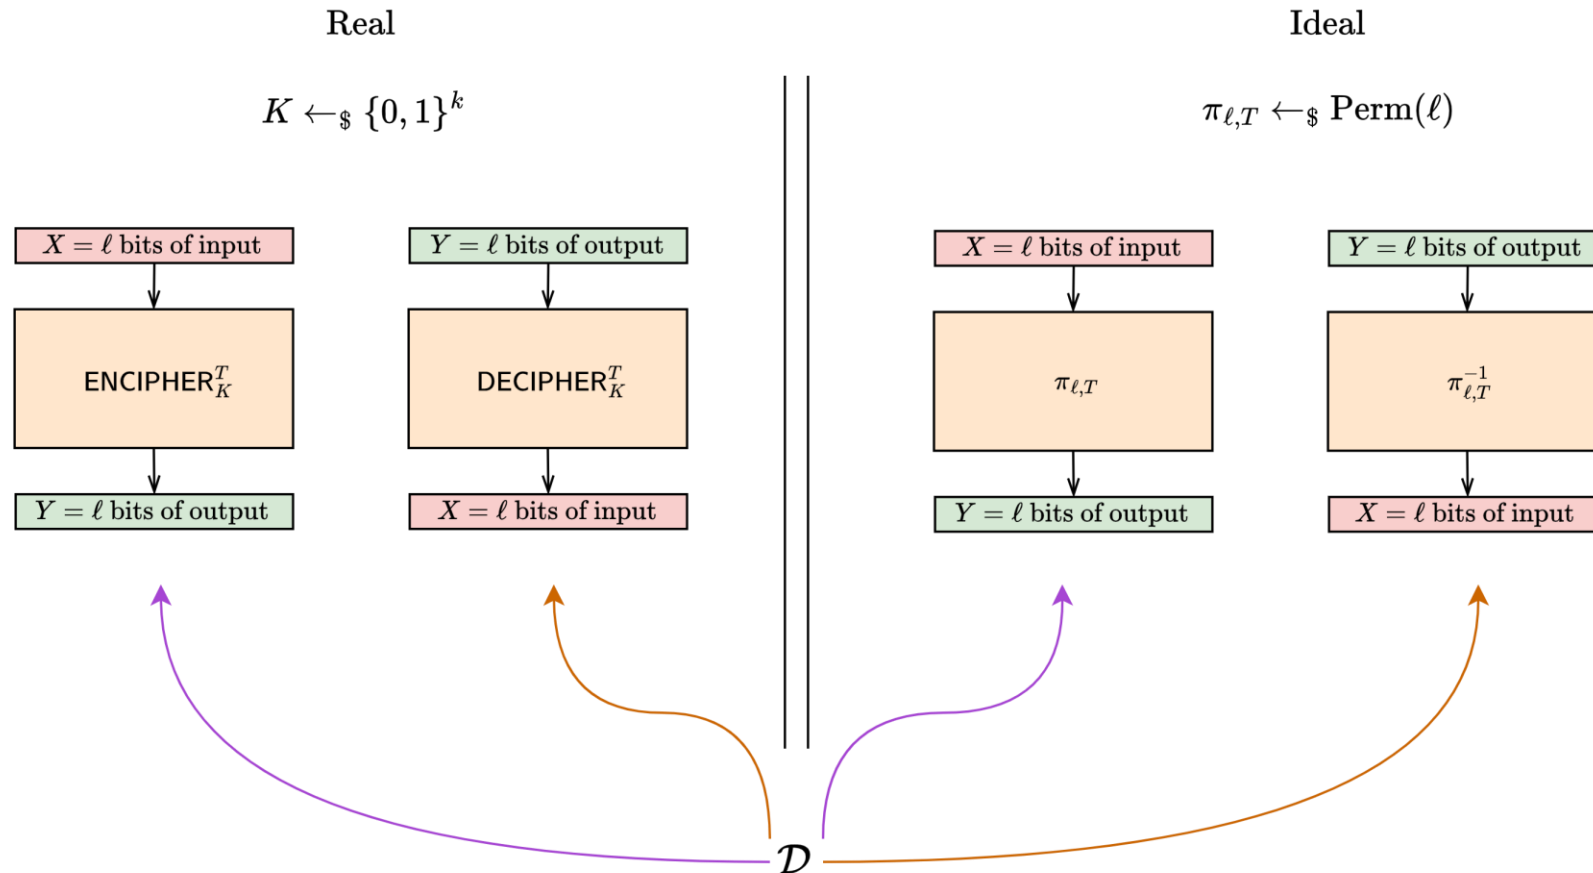 Real
Ideal
K ←$ {0, 1}^k
π_{ℓ,T} ←$ Perm(ℓ)
X = ℓ bits of input
Y = ℓ bits of output
X = ℓ bits of input
Y = ℓ bits of output
ENCIPHER_K^T
DECIPHER_K^T
π_{ℓ,T}
π_{ℓ,T}^{-1}
Y = ℓ bits of output
X = ℓ bits of input
Y = ℓ bits of output
X = ℓ bits of input
𝒟